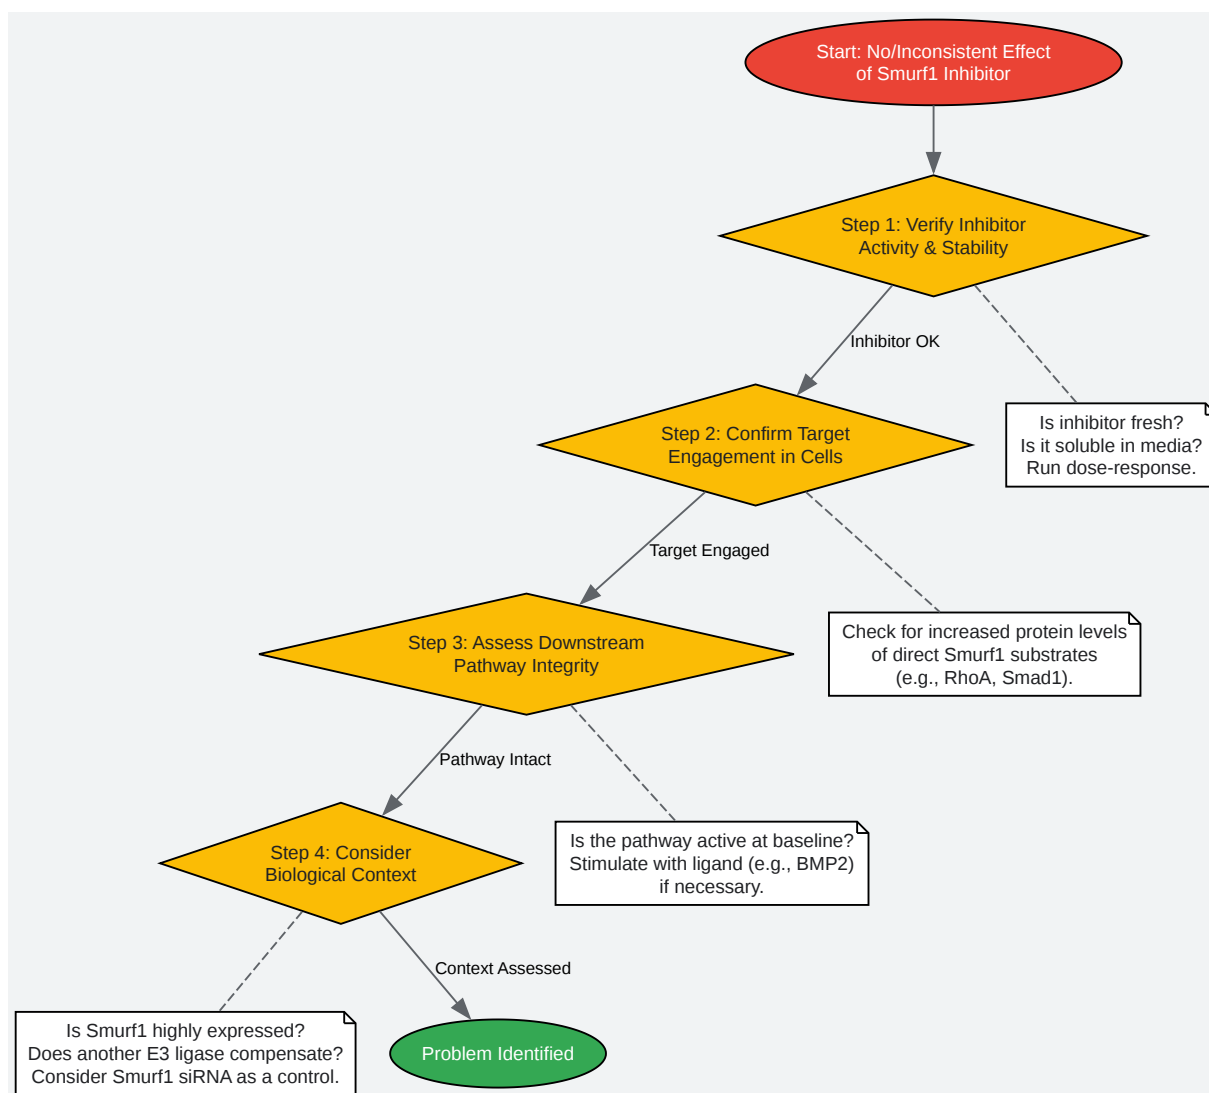 Start: No/Inconsistent Effect
of Smurf1 Inhibitor
Step 1: Verify Inhibitor
Activity & Stability
Inhibitor OK
Is inhibitor fresh?
Is it soluble in media?
Run dose-response.
Step 2: Confirm Target
Engagement in Cells
Target Engaged
Check for increased protein levels
of direct Smurf1 substrates
(e.g., RhoA, Smad1).
Step 3: Assess Downstream
Pathway Integrity
Pathway Intact
Is the pathway active at baseline?
Stimulate with ligand (e.g., BMP2)
if necessary.
Step 4: Consider
Biological Context
Context Assessed
Is Smurf1 highly expressed?
Does another E3 ligase compensate?
Consider Smurf1 siRNA as a control.
Problem Identified